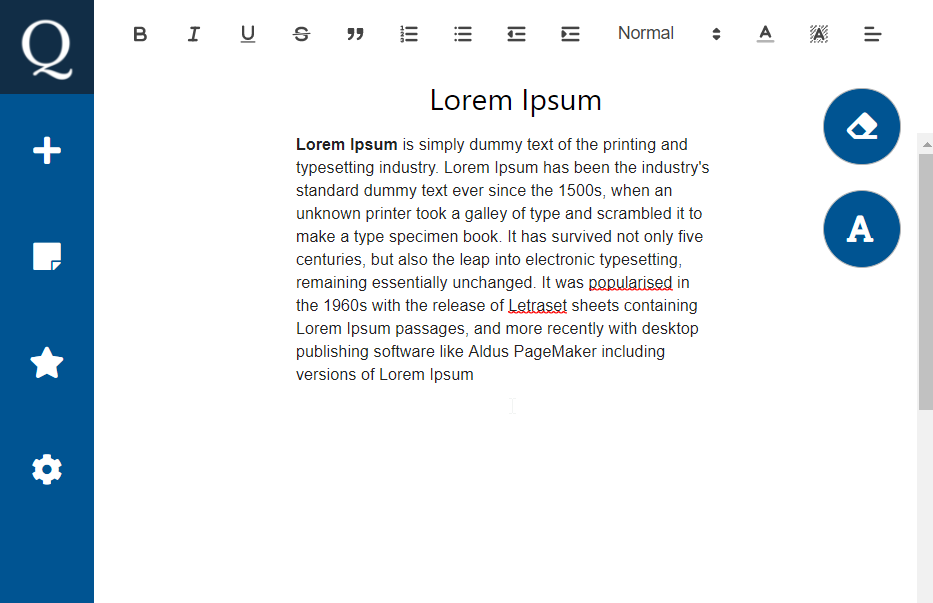 Q
B I U S Normal A A
Lorem Ipsum
Lorem Ipsum is simply dummy text of the printing and
typesetting industry. Lorem Ipsum has been the industry's
standard dummy text ever since the 1500s, when an
unknown printer took a galley of type and scrambled it to
make a type specimen book. It has survived not only five
centuries, but also the leap into electronic typesetting,
remaining essentially unchanged. It was popularised in
the 1960s with the release of Letraset sheets containing
Lorem Ipsum passages, and more recently with desktop
publishing software like Aldus PageMaker including
versions of Lorem Ipsum
A